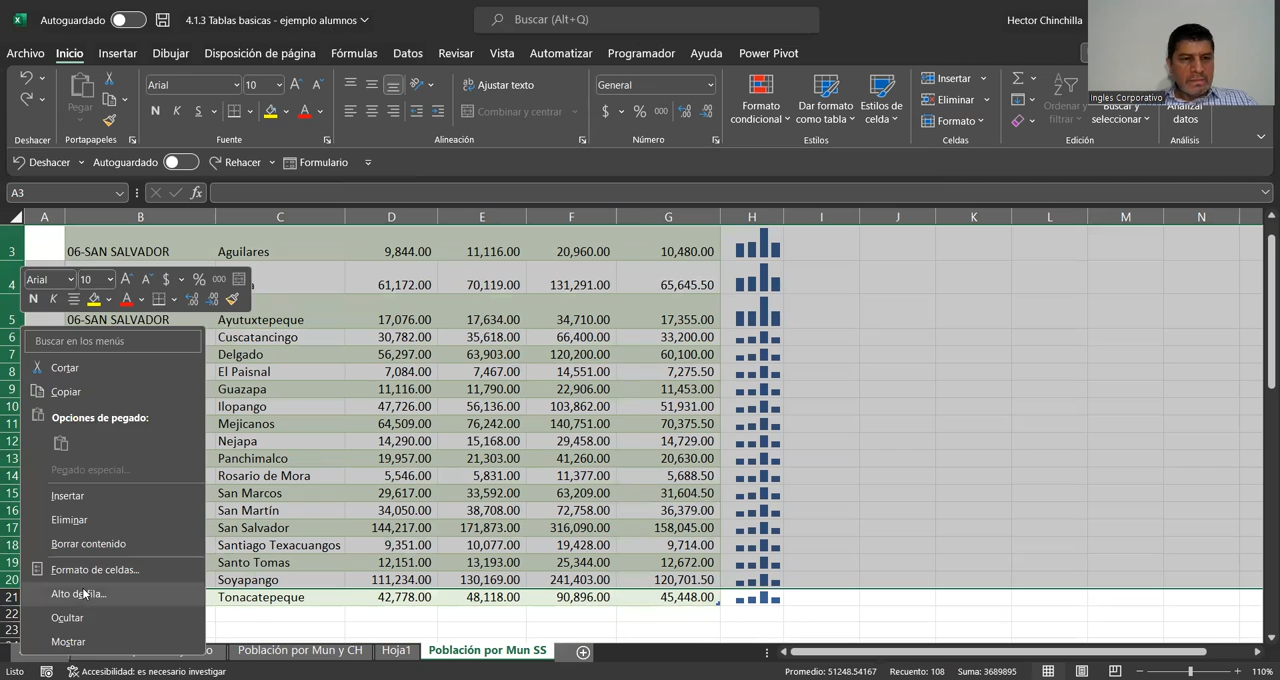 Autoguardado 4.1.3 Tablas basicas - ejemplo alumnos Buscar (Alt+Q) Hector Chinchilla
Archivo Inicio Insertar Dibujar Disposición de página Fórmulas Datos Revisar Vista Automatizar Programador Ayuda Power Pivot
Ingles Corporativo
Pegar Arial 10 Ajustar texto General Formato Dar formato Estilos de Insertar Ordenar y Buscar y Analizar
N K S Combinar y centrar $ % 000 condicional como tabla celda Eliminar filtrar seleccionar datos
Formato
Deshacer Portapapeles Fuente Alineación Número Estilos Celdas Edición Análisis
Deshacer Autoguardado Rehacer Formulario
A3 fx
A B C D E F G H I J K L M N
3 06-SAN SALVADOR Aguilares 9,844.00 11,116.00 20,960.00 10,480.00
Arial 10 $ % 000
4 61,172.00 70,119.00 131,291.00 65,645.50
N K A
5 06-SAN SALVADOR Ayutuxtepeque 17,076.00 17,634.00 34,710.00 17,355.00
6 Cuscatancingo 30,782.00 35,618.00 66,400.00 33,200.00
Buscar en los menús
7 Delgado 56,297.00 63,903.00 120,200.00 60,100.00
8 Cortar El Paisnal 7,084.00 7,467.00 14,551.00 7,275.50
9 Copiar Guazapa 11,116.00 11,790.00 22,906.00 11,453.00
10 Ilopango 47,726.00 56,136.00 103,862.00 51,931.00
11 Opciones de pegado: Mejicanos 64,509.00 76,242.00 140,751.00 70,375.50
12 Nejapa 14,290.00 15,168.00 29,458.00 14,729.00
13 Panchimalco 19,957.00 21,303.00 41,260.00 20,630.00
14 Pegado especial... Rosario de Mora 5,546.00 5,831.00 11,377.00 5,688.50
15 Insertar San Marcos 29,617.00 33,592.00 63,209.00 31,604.50
16 San Martín 34,050.00 38,708.00 72,758.00 36,379.00
17 Eliminar San Salvador 144,217.00 171,873.00 316,090.00 158,045.00
18 Borrar contenido Santiago Texacuangos 9,351.00 10,077.00 19,428.00 9,714.00
19 Formato de celdas... Santo Tomas 12,151.00 13,193.00 25,344.00 12,672.00
20 Soyapango 111,234.00 130,169.00 241,403.00 120,701.50
21 Alto de fila... Tonacatepeque 42,778.00 48,118.00 90,896.00 45,448.00
22 Ocultar
23
Mostrar
Población por Mun y CH Hoja1 Población por Mun SS
Listo Accesibilidad: es necesario investigar Promedio: 51248.54167 Recuento: 108 Suma: 3689895 110%